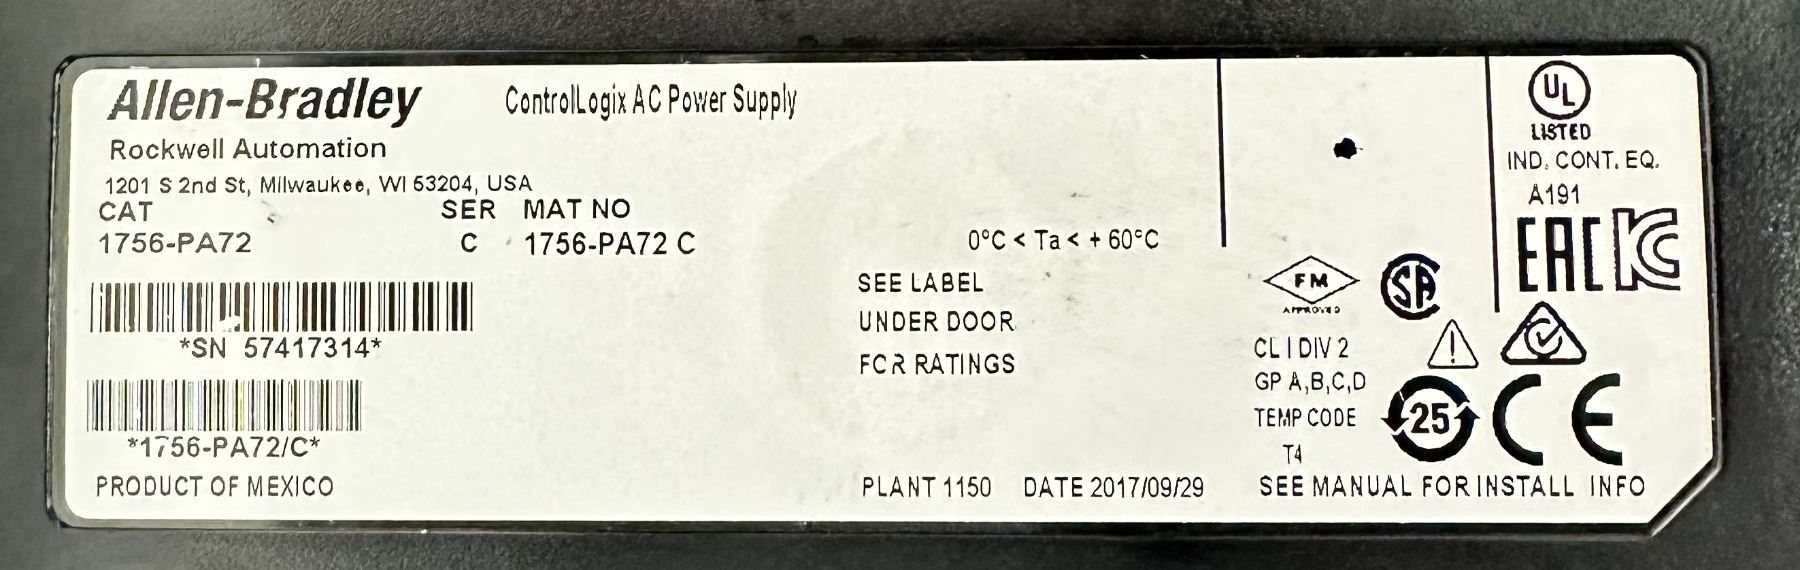 Allen-Bradley ControlLogix AC Power Supply
Rockwell Automation
1201 S 2nd St, Milwaukee, WI 53204, USA
CAT SER MAT NO
1756-PA72 C 1756-PA72 C
*SN 57417314*
*1756-PA72/C*
PRODUCT OF MEXICO
0°C < Ta < + 60°C
SEE LABEL
UNDER DOOR
FOR RATINGS
PLANT 1150 DATE 2017/09/29
UL
LISTED
IND. CONT. EQ.
A191
EAC KC
FM
APPROVED
SA
CL I DIV 2
GP A,B,C,D
TEMP CODE
T4
25
CE
SEE MANUAL FOR INSTALL INFO